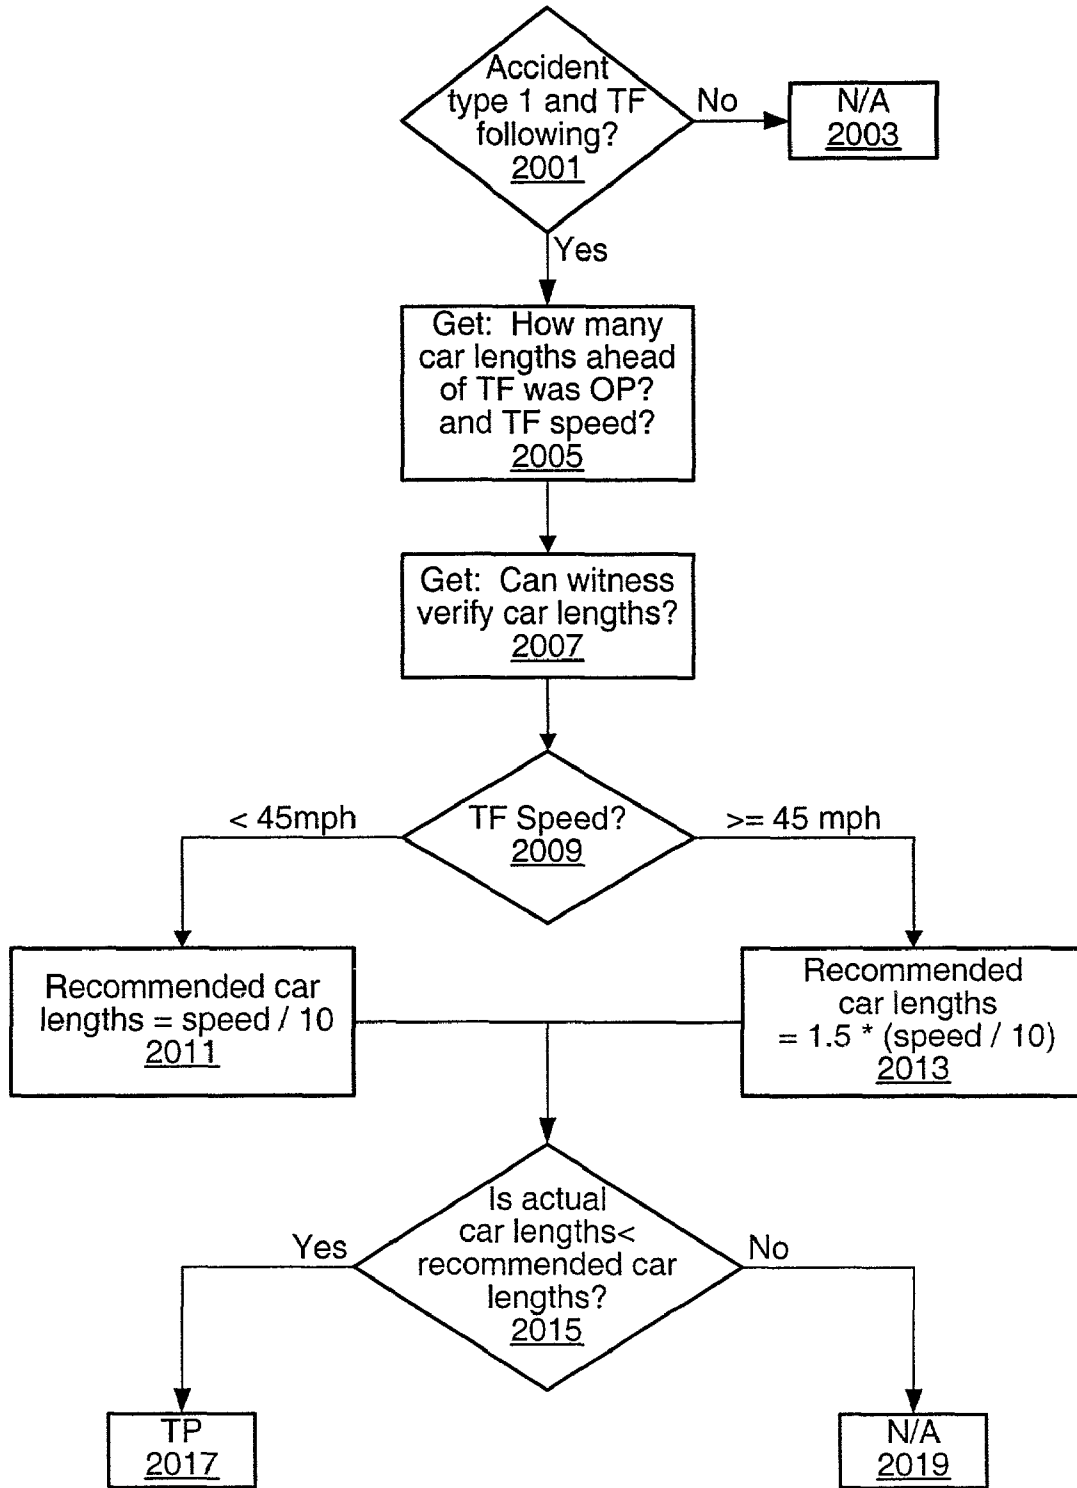 Accident
type 1 and TF
following?
2001
No
N/A
2003
Yes
Get: How many
car lengths ahead
of TF was OP?
and TF speed?
2005
Get: Can witness
verify car lengths?
2007
TF Speed?
2009
< 45mph
>= 45 mph
Recommended car
lengths = speed / 10
2011
Recommended
car lengths
= 1.5 * (speed / 10)
2013
Is actual
car lengths<
recommended car
lengths?
2015
Yes
No
TP
2017
N/A
2019